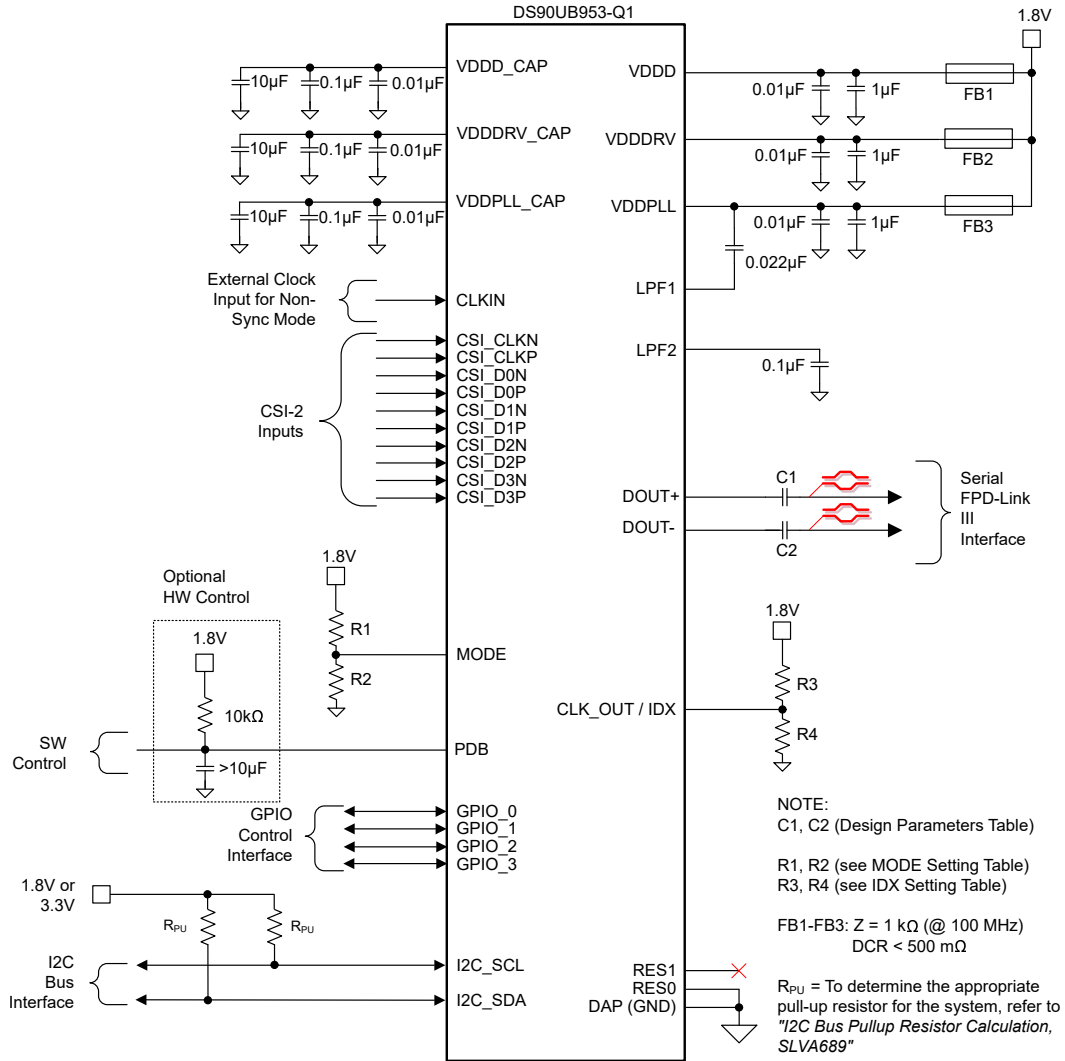 DS90UB953-Q1
1.8V
VDDD_CAP
10µF
0.1µF
0.01µF
VDDDRV_CAP
10µF
0.1µF
0.01µF
VDDPLL_CAP
10µF
0.1µF
0.01µF
VDDD
0.01µF
1µF
FB1
VDDDRV
0.01µF
1µF
FB2
VDDPLL
0.01µF
1µF
FB3
0.022µF
LPF1
LPF2
0.1µF
External Clock
Input for Non-
Sync Mode
CLKIN
CSI-2
Inputs
CSI_CLKN
CSI_CLKP
CSI_D0N
CSI_D0P
CSI_D1N
CSI_D1P
CSI_D2N
CSI_D2P
CSI_D3N
CSI_D3P
DOUT+
C1
DOUT-
C2
Serial
FPD-Link
III
Interface
1.8V
R1
R2
MODE
Optional
HW Control
1.8V
10kΩ
>10µF
SW
Control
PDB
1.8V
R3
R4
CLK_OUT / IDX
GPIO
Control
Interface
GPIO_0
GPIO_1
GPIO_2
GPIO_3
1.8V or
3.3V
RPU
RPU
I2C
Bus
Interface
I2C_SCL
I2C_SDA
RES1
RES0
DAP (GND)
NOTE:
C1, C2 (Design Parameters Table)
R1, R2 (see MODE Setting Table)
R3, R4 (see IDX Setting Table)
FB1-FB3: Z = 1 kΩ (@ 100 MHz)
DCR < 500 mΩ
RPU = To determine the appropriate
pull-up resistor for the system, refer to
"I2C Bus Pullup Resistor Calculation,
SLVA689"